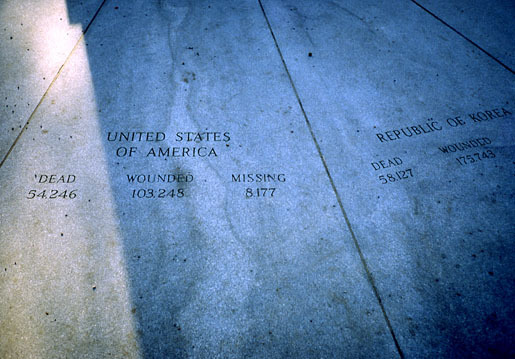 UNITED STATES
OF AMERICA
DEAD WOUNDED MISSING
54,246 103,248 8,177
REPUBLIC OF KOREA
DEAD WOUNDED
58,127 175,743